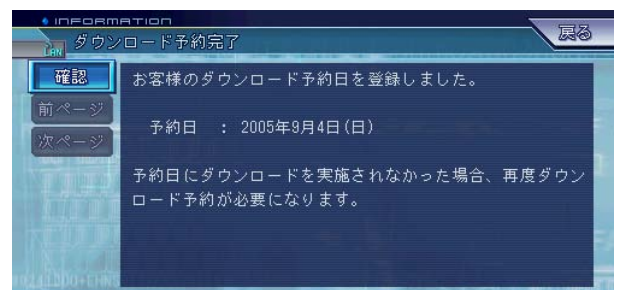 INFORMATION
LAN
ダウンロード予約完了
戻る
確認
前ページ
次ページ
お客様のダウンロード予約日を登録しました。
予約日 : 2005年9月4日(日)
予約日にダウンロードを実施されなかった場合、再度ダウン
ロード予約が必要になります。